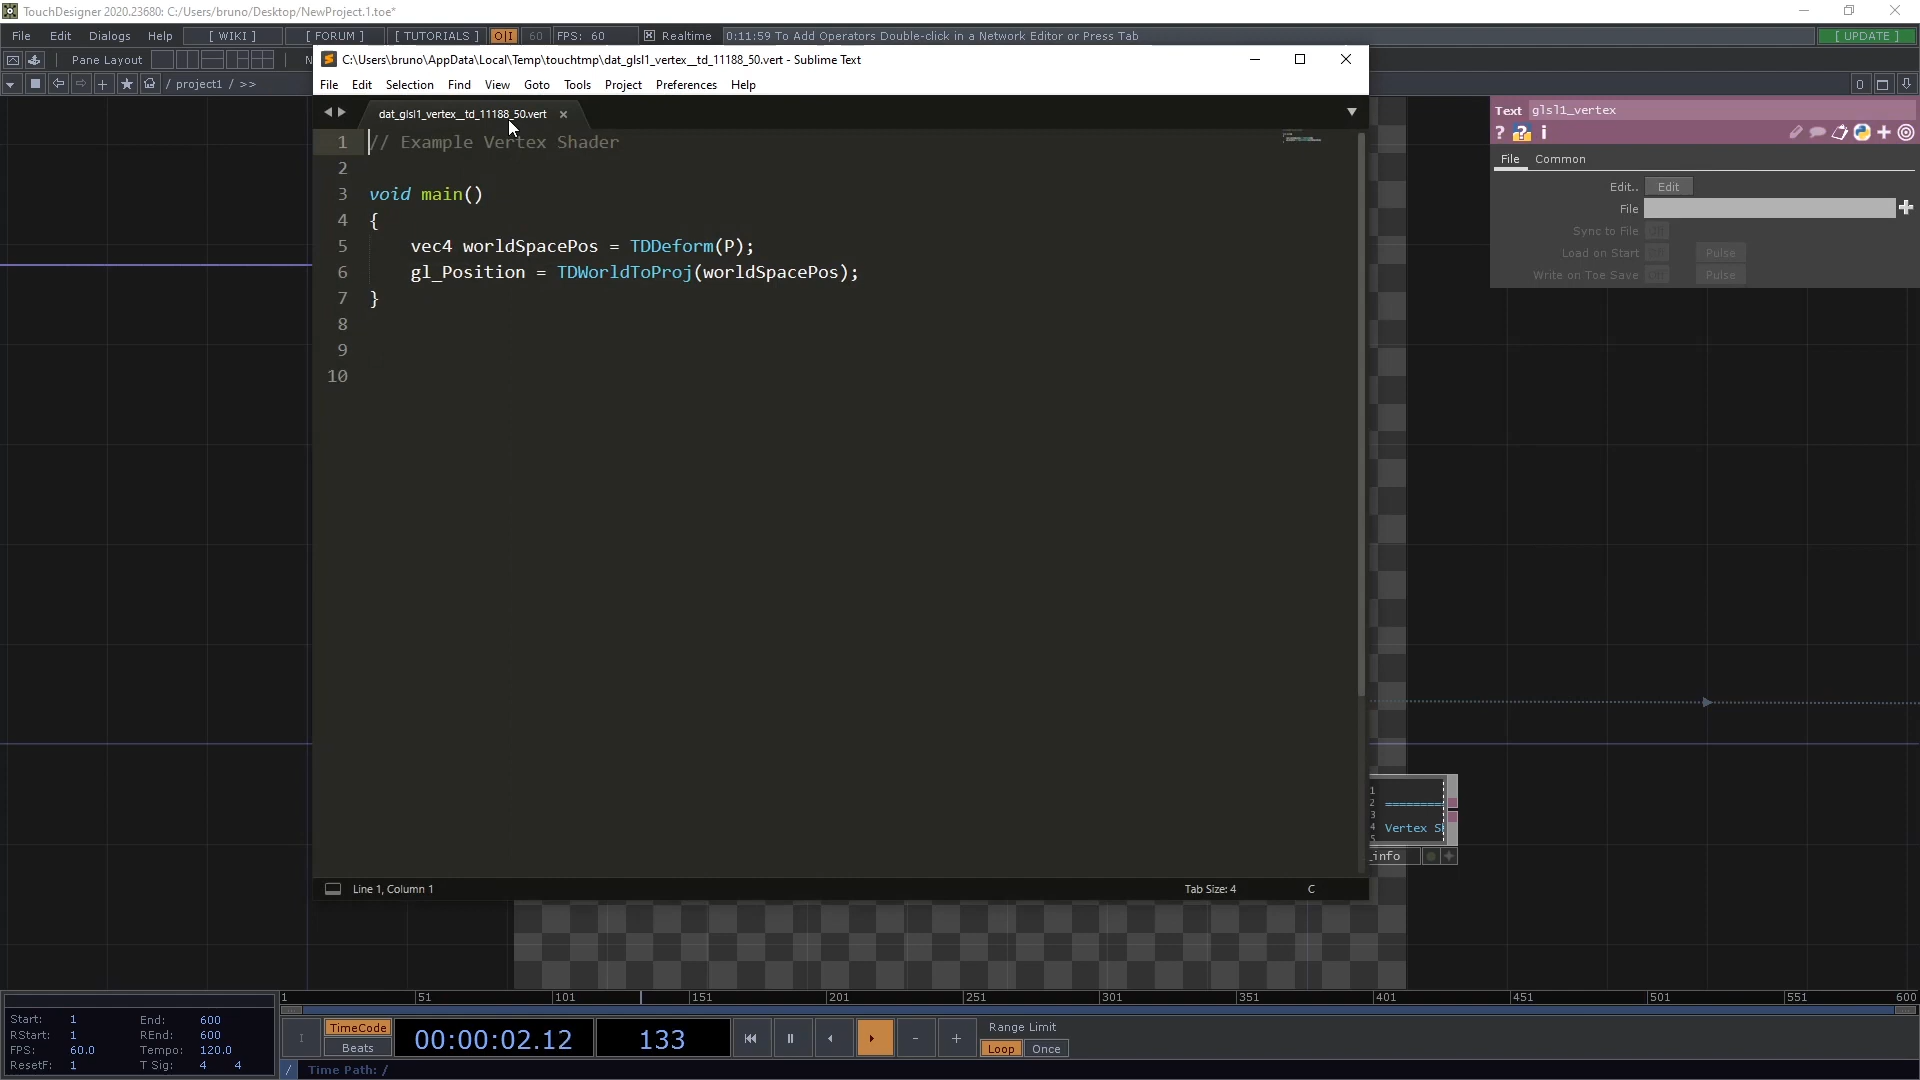 TouchDesigner 2020.23680: C:/Users/bruno/Desktop/NewProject.1.toe*
File Edit Dialogs Help [ WIKI ] [ FORUM ] [ TUTORIALS ] O|I 60 FPS: 60 Realtime 0:11:59 To Add Operators Double-click in a Network Editor or Press Tab [ UPDATE ]
Pane Layout
/ project1 / >> 0
C:\Users\bruno\AppData\Local\Temp\touchtmp\dat_glsl1_vertex__td_11188_50.vert - Sublime Text
File Edit Selection Find View Goto Tools Project Preferences Help
dat_glsl1_vertex__td_11188_50.vert
1 // Example Vertex Shader
2
3 void main()
4 {
5 vec4 worldSpacePos = TDDeform(P);
6 gl_Position = TDWorldToProj(worldSpacePos);
7 }
8
9
10
Line 1, Column 1 Tab Size: 4 C
Text glsl1_vertex
? ? i
File Common
Edit.. Edit
File
Sync to File
Load on Start Pulse
Write on Toe Save Pulse
1
2 =========
3
4 Vertex S
5
_info
1 51 101 151 201 251 301 351 401 451 501 551 600
Start: 1 End: 600
RStart: 1 REnd: 600
FPS: 60.0 Tempo: 120.0
ResetF: 1 T Sig: 4 4
I TimeCode Beats 00:00:02.12 133 - + Range Limit
Loop Once
/ Time Path: /